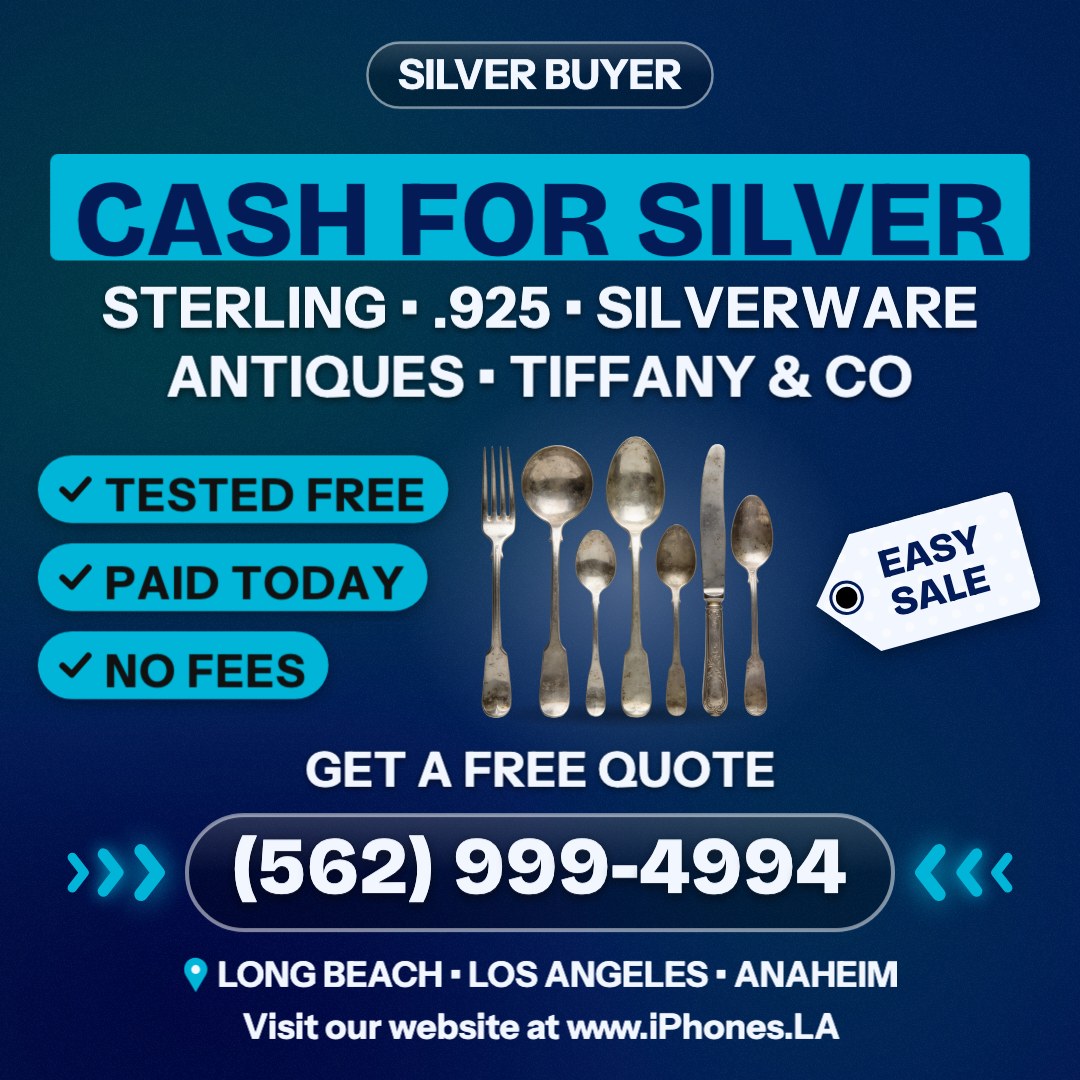 SILVER BUYER
CASH FOR SILVER
STERLING ▪ .925 ▪ SILVERWARE
ANTIQUES ▪ TIFFANY & CO
✓ TESTED FREE
✓ PAID TODAY
✓ NO FEES
EASY
SALE
GET A FREE QUOTE
(562) 999-4994
LONG BEACH ▪ LOS ANGELES ▪ ANAHEIM
Visit our website at www.iPhones.LA